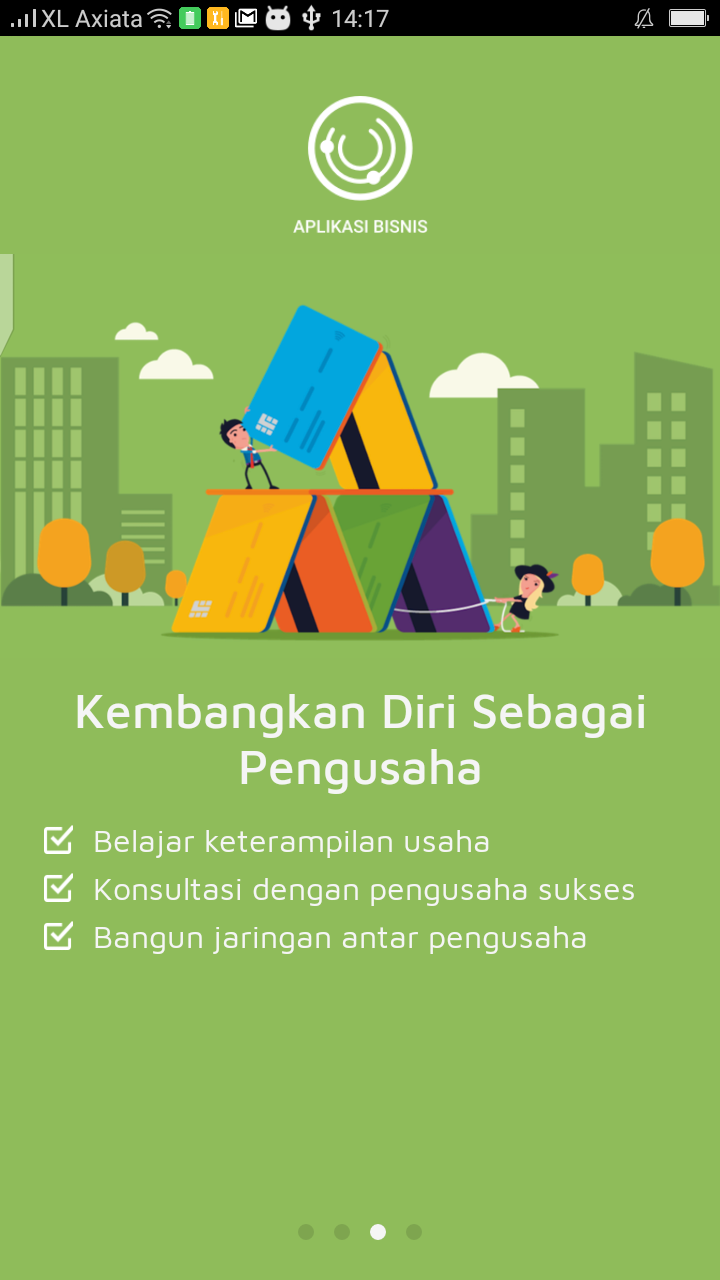 XL Axiata 14:17
APLIKASI BISNIS
Kembangkan Diri Sebagai
Pengusaha
Belajar keterampilan usaha
Konsultasi dengan pengusaha sukses
Bangun jaringan antar pengusaha